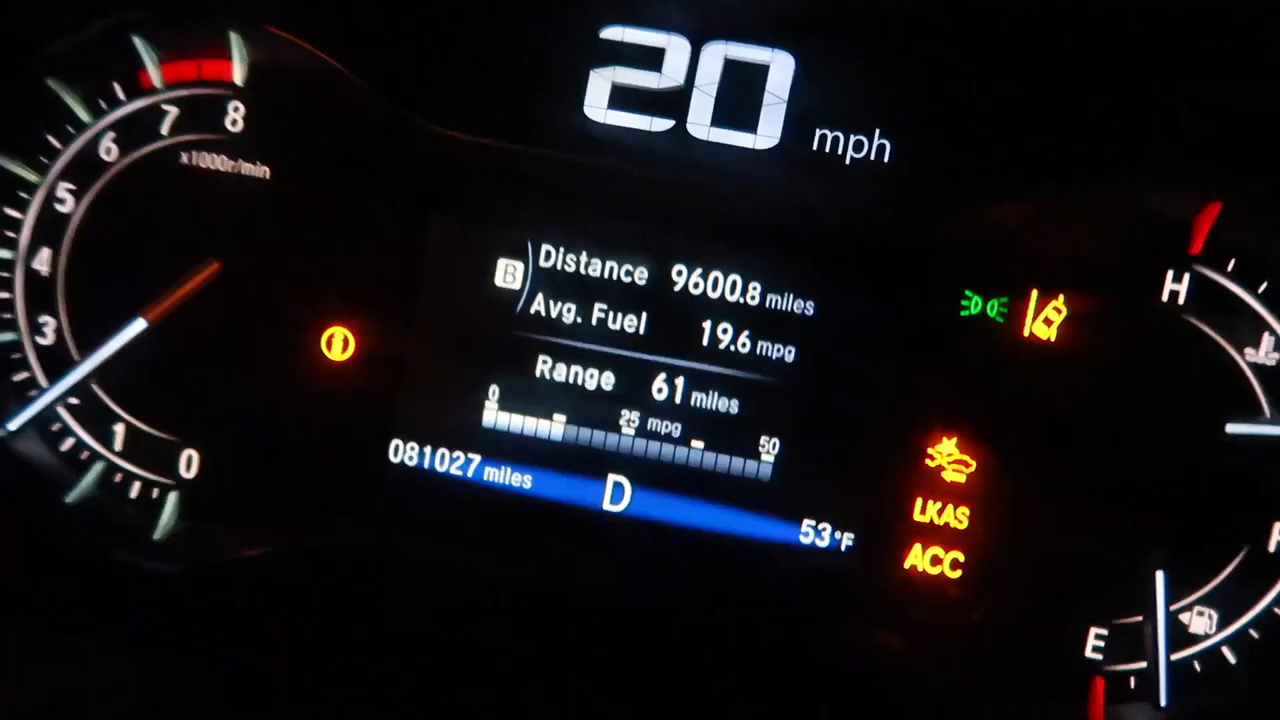 20 mph
8
7
6
5
4
3
1
0
x1000r/min
B
Distance 9600.8 miles
Avg. Fuel 19.6 mpg
Range 61 miles
0 25 mpg 50
081027 miles
D
53°F
LKAS
ACC
H
E